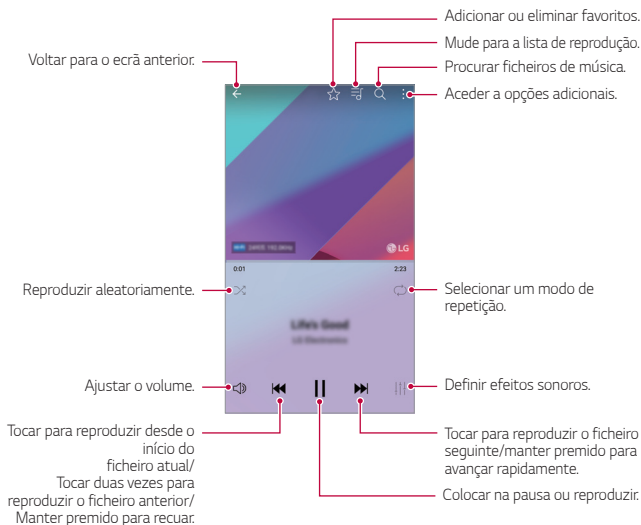 Adicionar ou eliminar favoritos.
Mude para a lista de reprodução.
Voltar para o ecrã anterior.
Procurar ficheiros de música.
Aceder a opções adicionais.
LG
0:01
2:23
Reproduzir aleatoriamente.
Selecionar um modo de
repetição.
Life's Good
LG Electronics
Ajustar o volume.
Definir efeitos sonoros.
Tocar para reproduzir desde o
início do
ficheiro atual/
Tocar duas vezes para
reproduzir o ficheiro anterior/
Manter premido para recuar.
Tocar para reproduzir o ficheiro
seguinte/manter premido para
avançar rapidamente.
Colocar na pausa ou reproduzir.